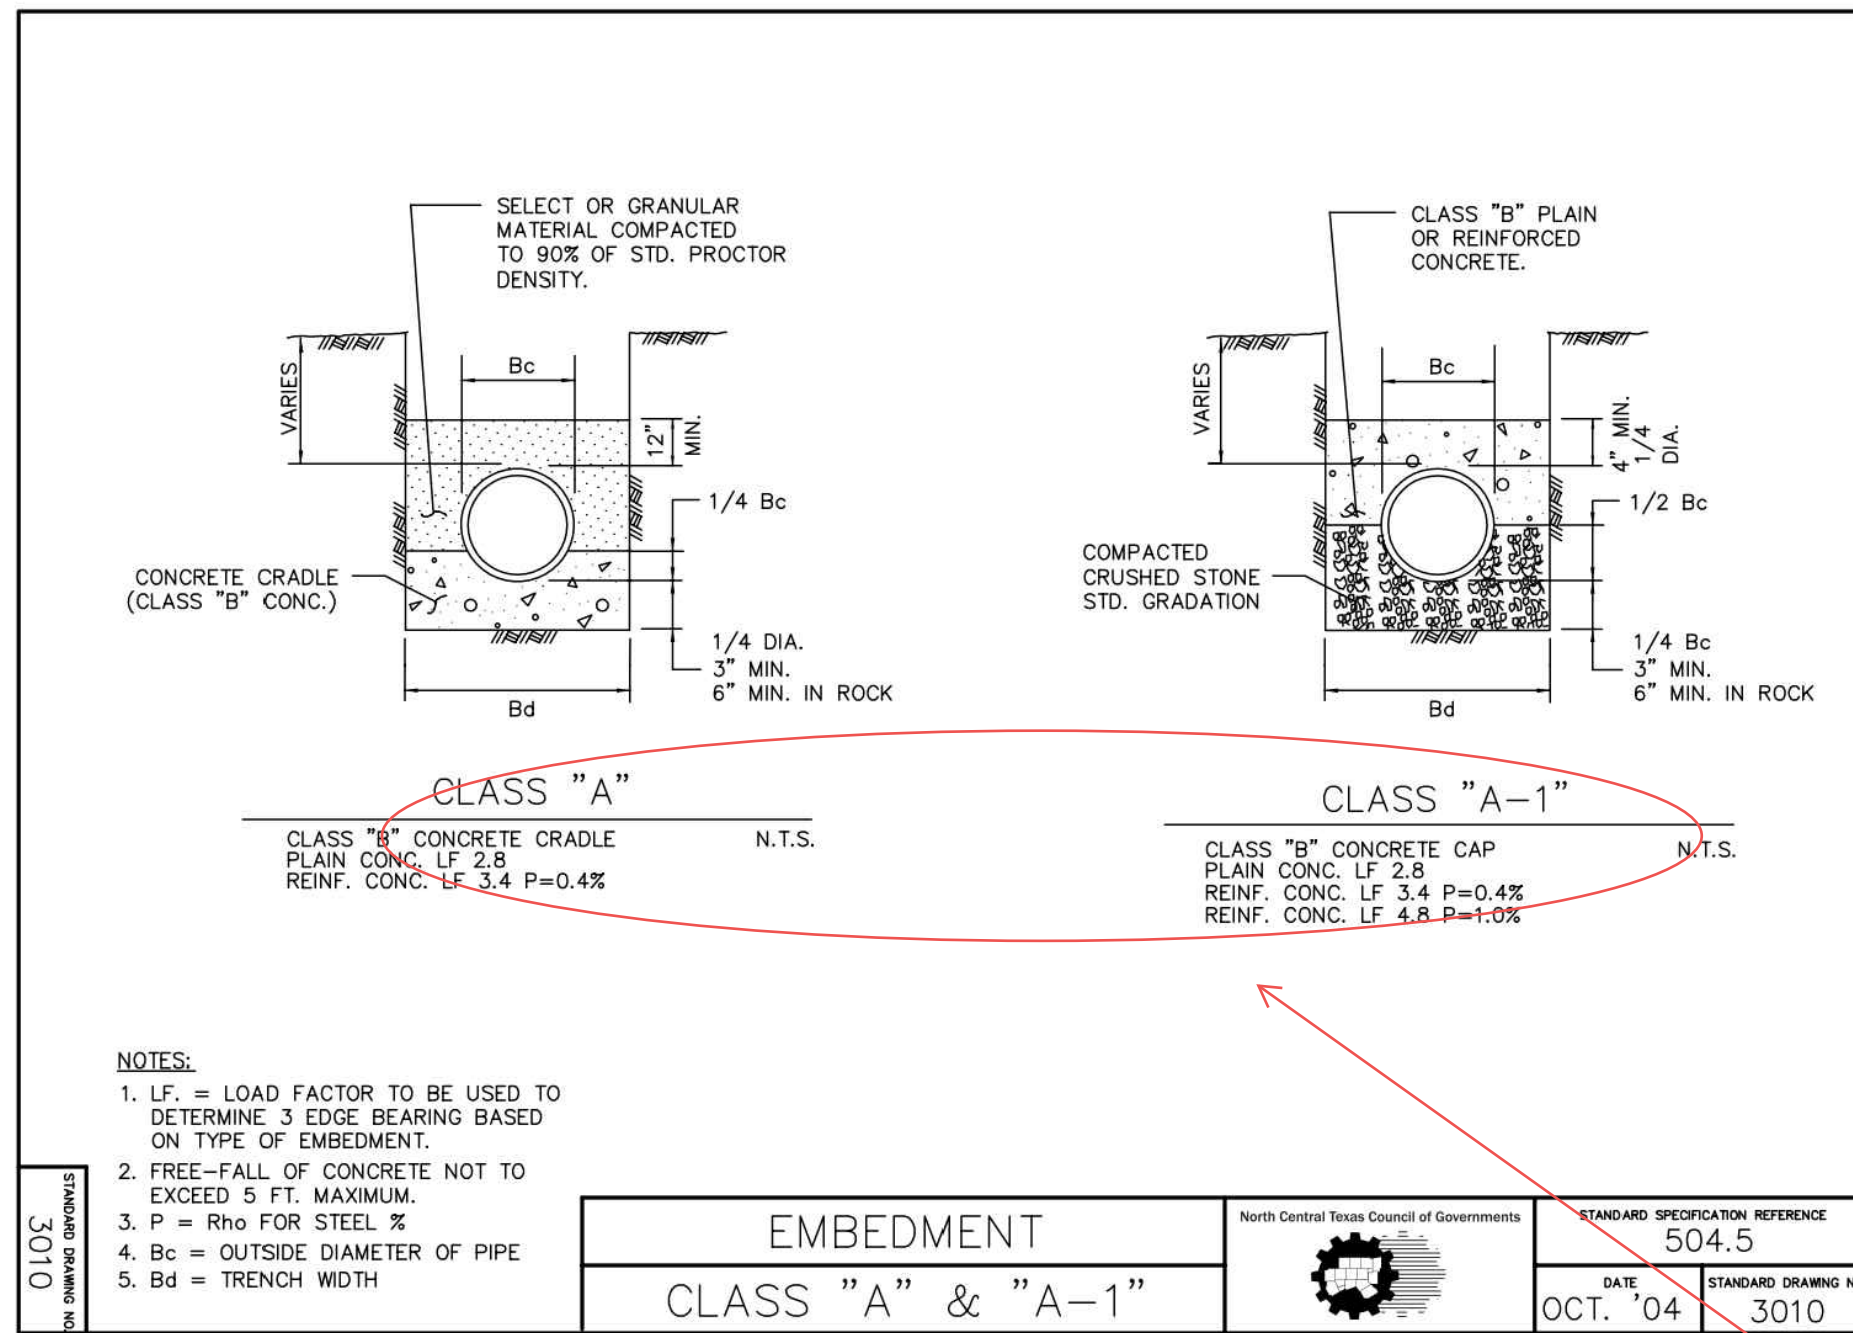 SELECT OR GRANULAR
MATERIAL COMPACTED
TO 90% OF STD. PROCTOR
DENSITY.
VARIES
Bc
12"
MIN.
1/4 Bc
CONCRETE CRADLE
(CLASS "B" CONC.)
1/4 DIA.
3" MIN.
6" MIN. IN ROCK
Bd
CLASS "A"
CLASS "B" CONCRETE CRADLE
PLAIN CONC. LF 2.8
REINF. CONC. LF 3.4 P=0.4%
N.T.S.
CLASS "B" PLAIN
OR REINFORCED
CONCRETE.
VARIES
Bc
4" MIN.
1/4
DIA.
1/2 Bc
COMPACTED
CRUSHED STONE
STD. GRADATION
1/4 Bc
3" MIN.
6" MIN. IN ROCK
Bd
CLASS "A-1"
CLASS "B" CONCRETE CAP
PLAIN CONC. LF 2.8
REINF. CONC. LF 3.4 P=0.4%
REINF. CONC. LF 4.8 P=1.0%
N.T.S.
NOTES:
1. LF. = LOAD FACTOR TO BE USED TO
DETERMINE 3 EDGE BEARING BASED
ON TYPE OF EMBEDMENT.
2. FREE-FALL OF CONCRETE NOT TO
EXCEED 5 FT. MAXIMUM.
3. P = Rho FOR STEEL %
4. Bc = OUTSIDE DIAMETER OF PIPE
5. Bd = TRENCH WIDTH
STANDARD DRAWING NO.
3010
EMBEDMENT
CLASS "A" & "A-1"
North Central Texas Council of Governments
STANDARD SPECIFICATION REFERENCE
504.5
DATE
OCT. '04
STANDARD DRAWING N
3010